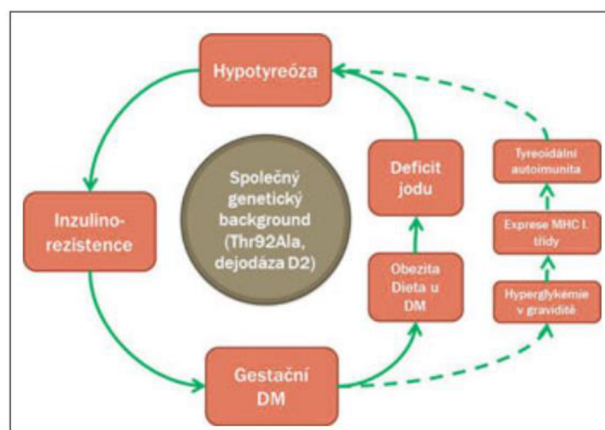 Hypotyreóza
Inzulino-
rezistence
Společný
genetický
background
(Thr92Ala,
dejodáza D2)
Deficit
jodu
Obezita
Dieta u
DM
Tyreoidální
autoimunita
Exprese MHC I.
třídy
Hyperglykémie
v graviditě
Gestační
DM